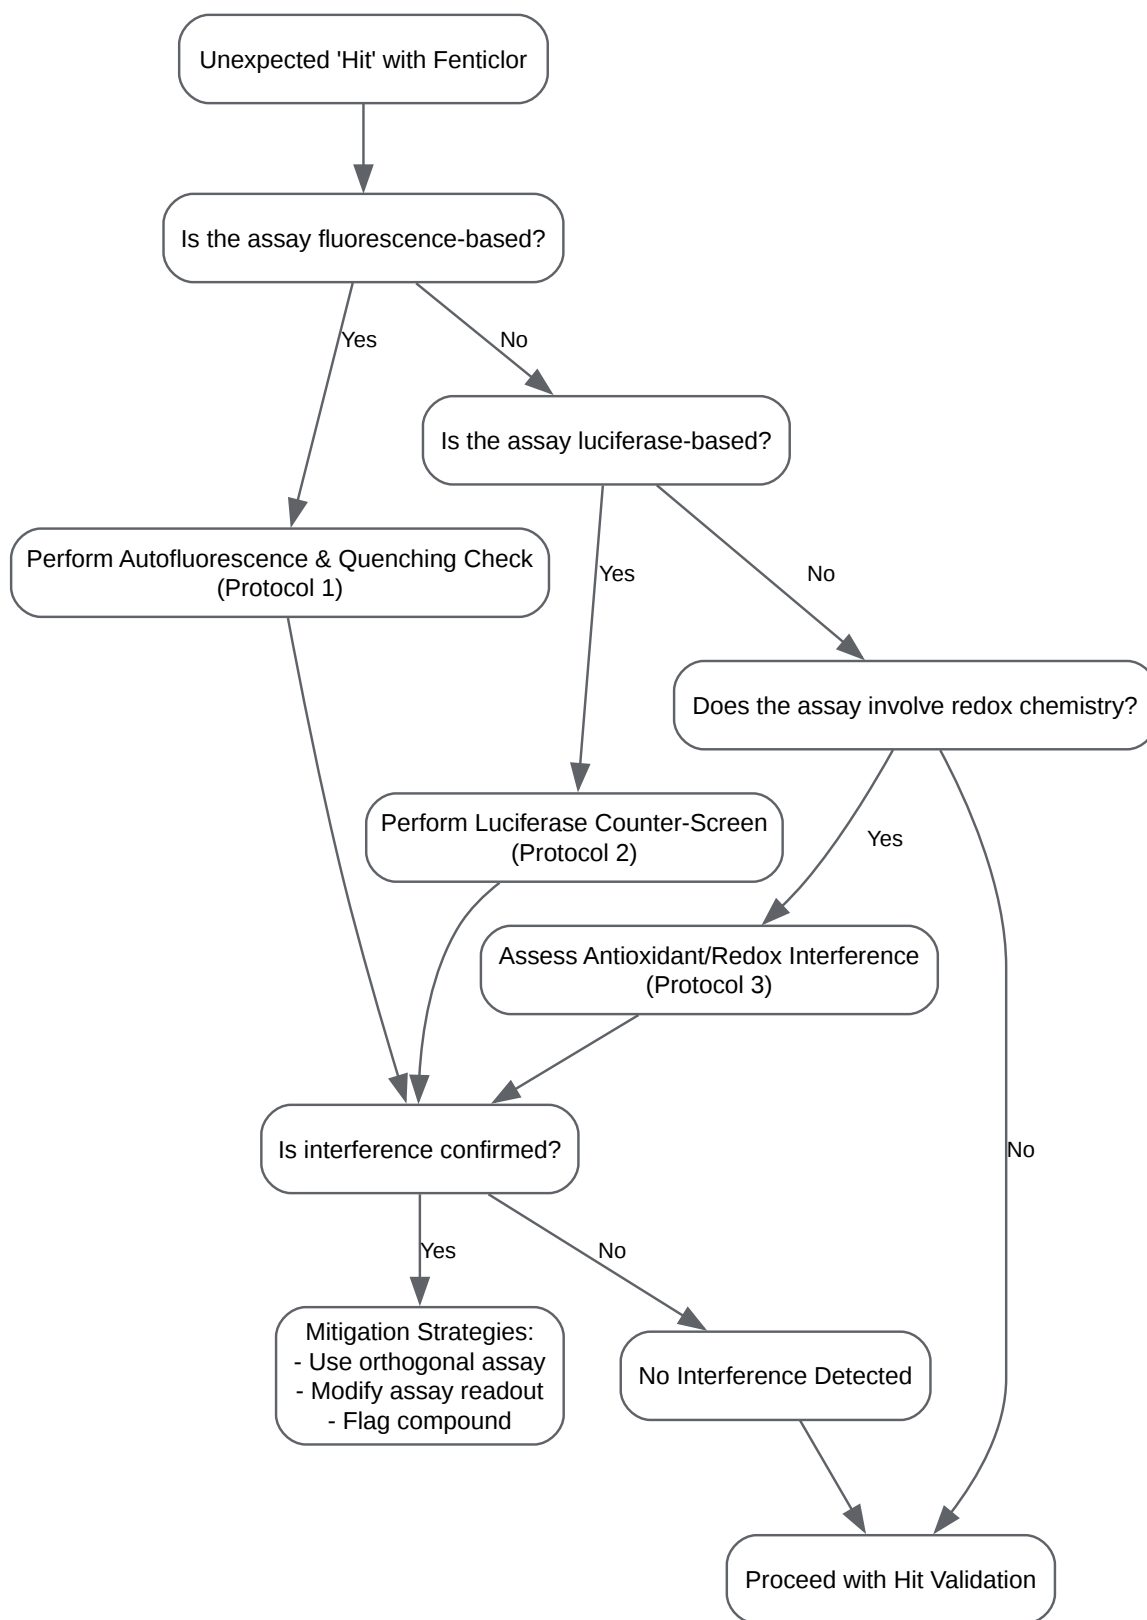 Unexpected 'Hit' with Fenticlor
Is the assay fluorescence-based?
Yes
No
Is the assay luciferase-based?
Perform Autofluorescence & Quenching Check
(Protocol 1)
Yes
No
Does the assay involve redox chemistry?
Perform Luciferase Counter-Screen
(Protocol 2)
Yes
Assess Antioxidant/Redox Interference
(Protocol 3)
Is interference confirmed?
No
Yes
No
Mitigation Strategies:
- Use orthogonal assay
- Modify assay readout
- Flag compound
No Interference Detected
Proceed with Hit Validation